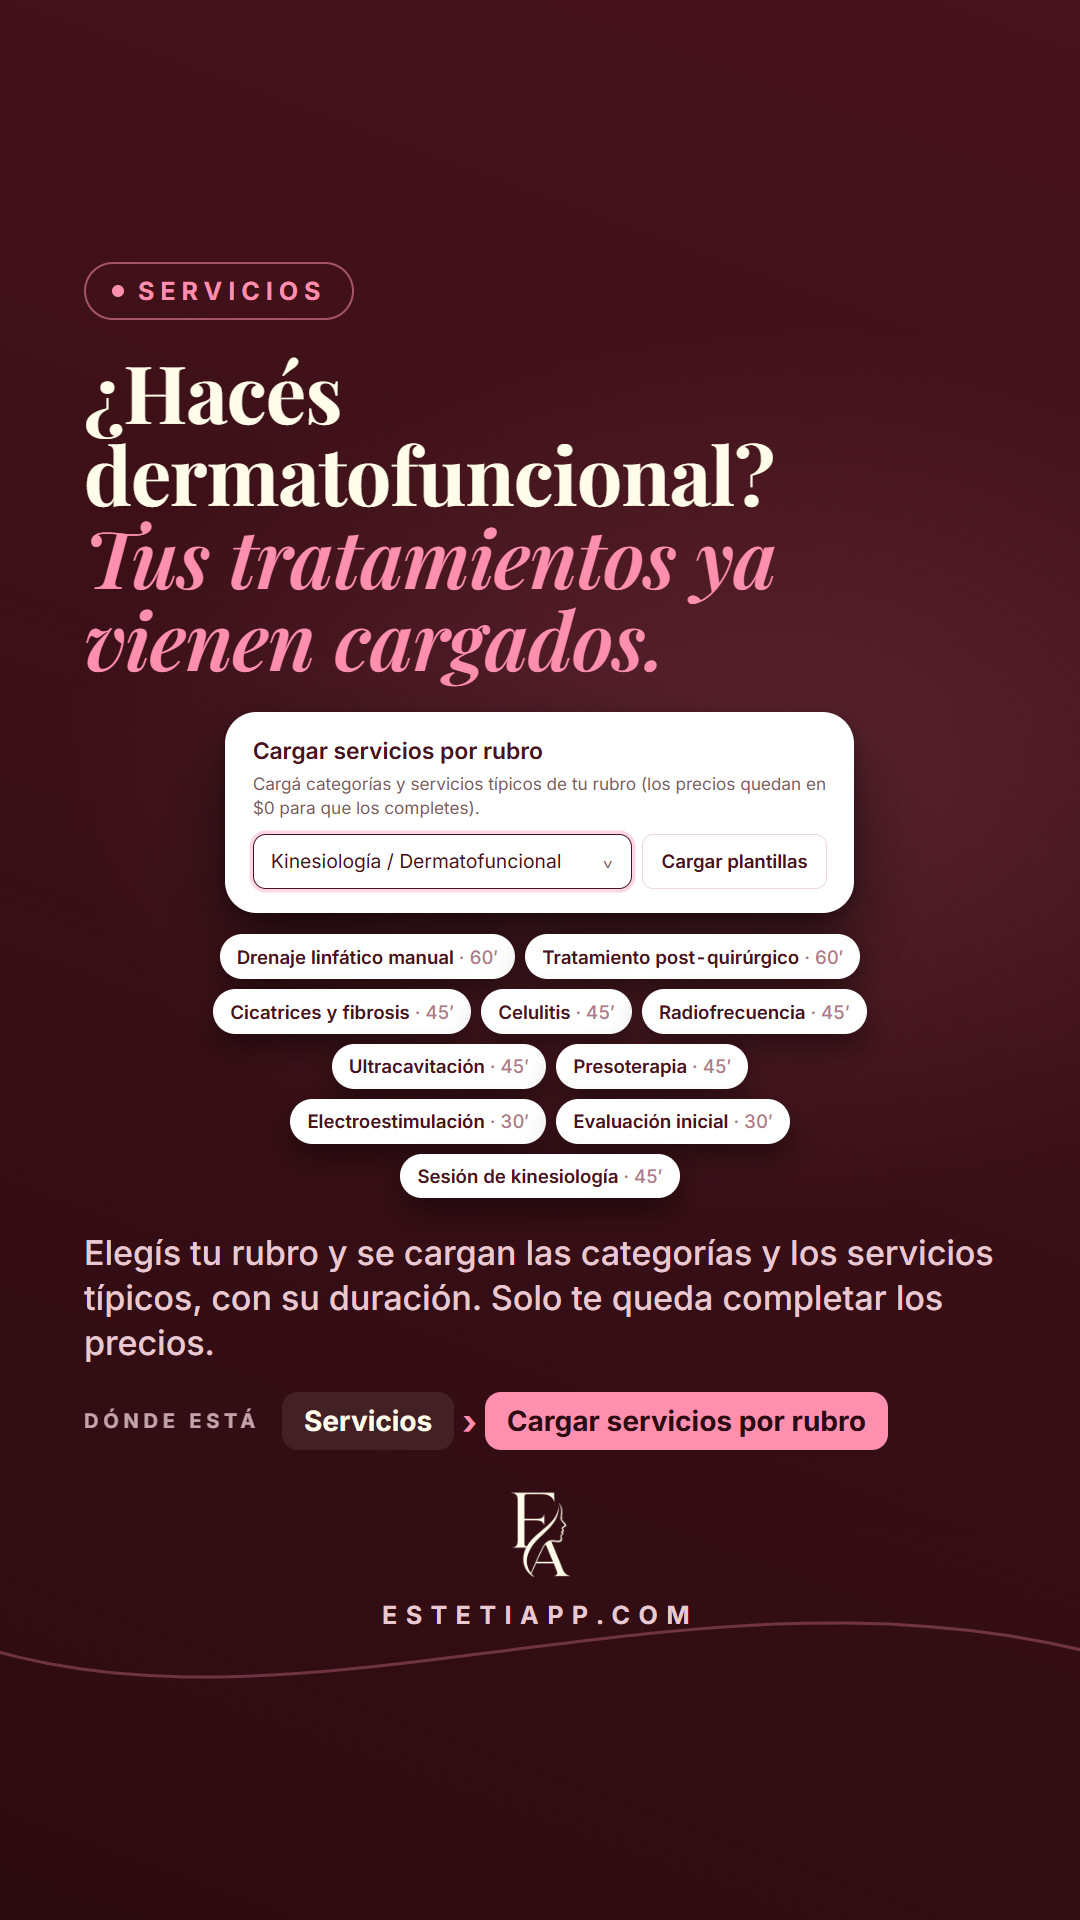 SERVICIOS
¿Hacés
dermatofuncional?
Tus tratamientos ya
vienen cargados.
Cargar servicios por rubro
Cargá categorías y servicios típicos de tu rubro (los precios quedan en
$0 para que los completes).
Kinesiología / Dermatofuncional
Cargar plantillas
Drenaje linfático manual · 60′
Tratamiento post-quirúrgico · 60′
Cicatrices y fibrosis · 45′
Celulitis · 45′
Radiofrecuencia · 45′
Ultracavitación · 45′
Presoterapia · 45′
Electroestimulación · 30′
Evaluación inicial · 30′
Sesión de kinesiología · 45′
Elegís tu rubro y se cargan las categorías y los servicios
típicos, con su duración. Solo te queda completar los
precios.
DÓNDE ESTÁ Servicios › Cargar servicios por rubro
EA
ESTETIAPP.COM